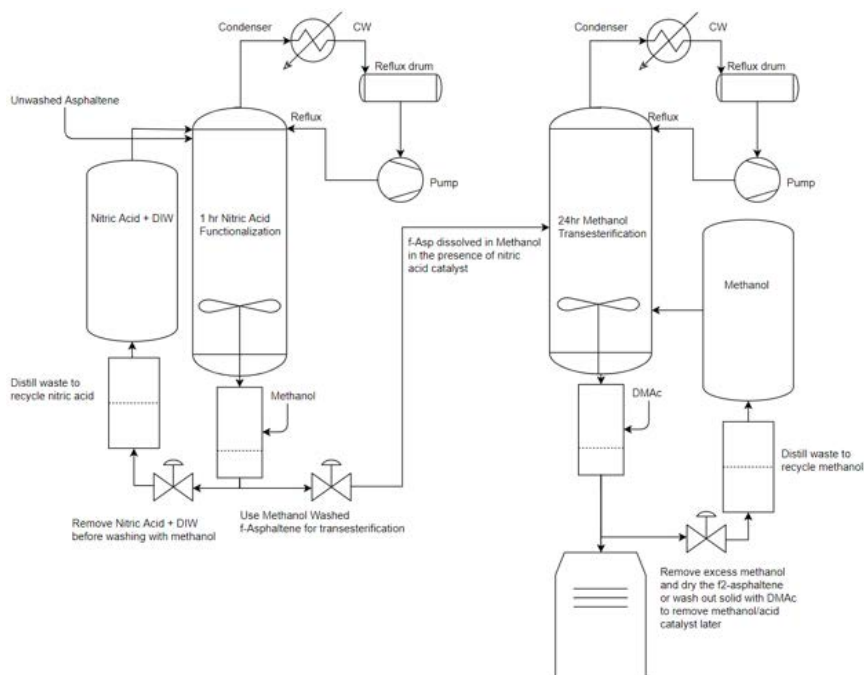 Condenser
CW
Reflux drum
Unwashed Asphaltene
Reflux
Pump
Nitric Acid + DIW
1 hr Nitric Acid
Functionalization
Distill waste to
recycle nitric acid
Methanol
Remove Nitric Acid + DIW
before washing with methanol
Use Methanol Washed
f-Asphaltene for transesterification
f-Asp dissolved in Methanol
in the presence of nitric
acid catalyst
Condenser
CW
Reflux drum
Reflux
Pump
24hr Methanol
Transesterification
Methanol
DMAc
Distill waste to
recycle methanol
Remove excess methanol
and dry the f2-asphaltene
or wash out solid with DMAc
to remove methanol/acid
catalyst later